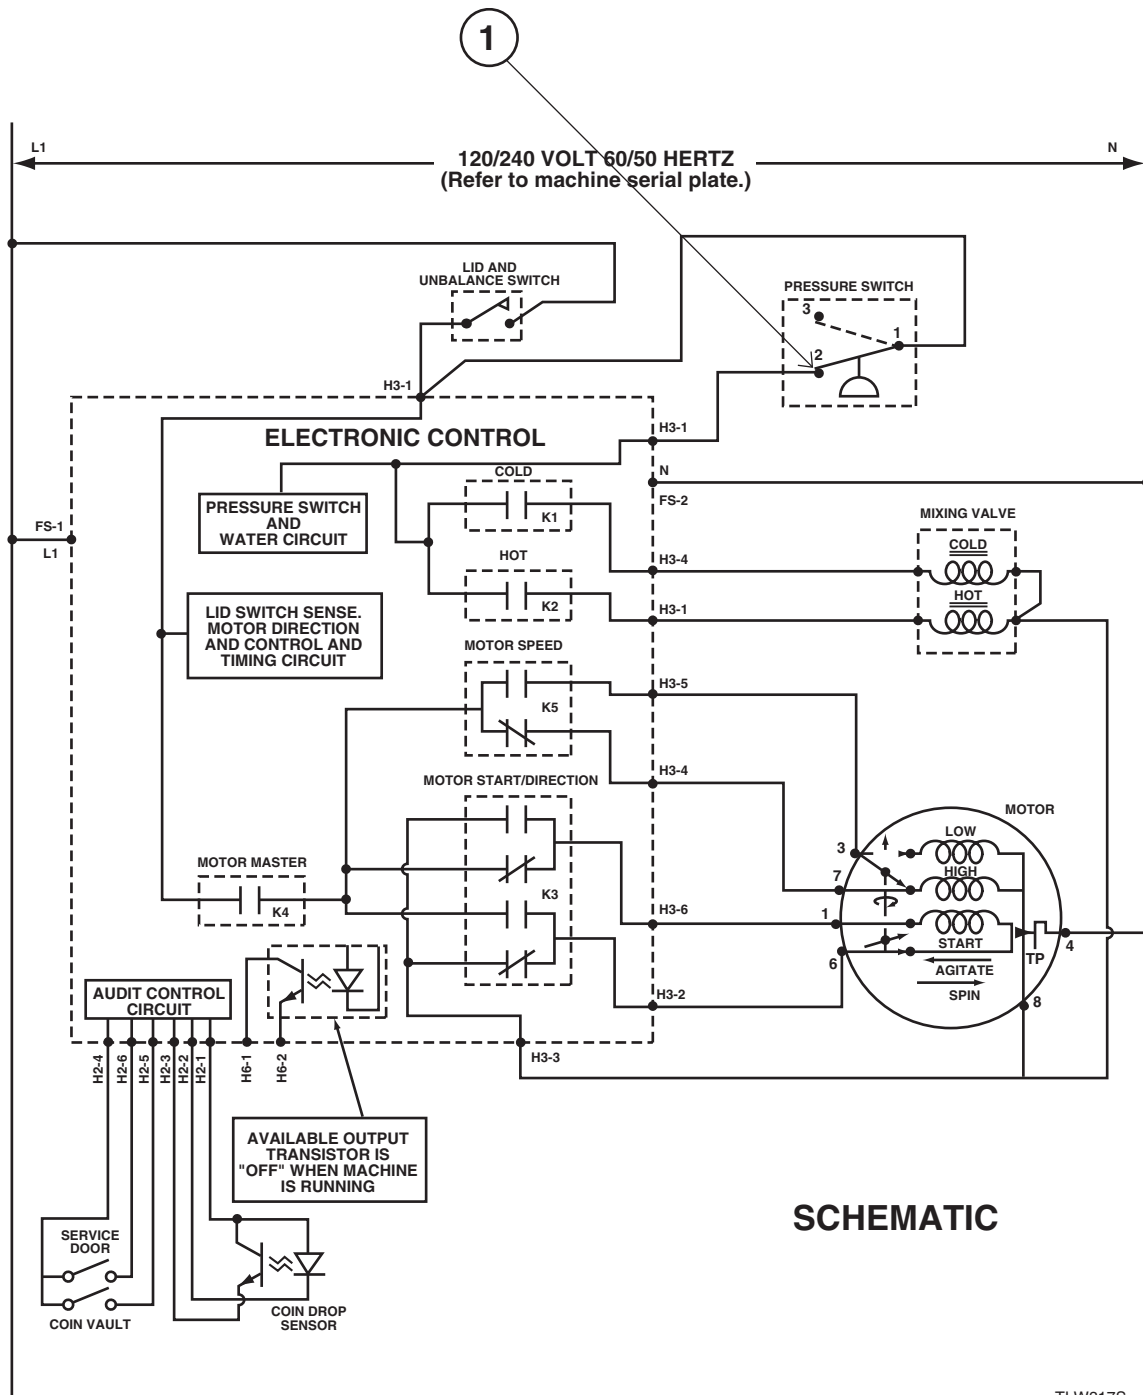 1
L1
120/240 VOLT 60/50 HERTZ
(Refer to machine serial plate.)
N
LID AND
UNBALANCE SWITCH
PRESSURE SWITCH
3
1
2
H3-1
ELECTRONIC CONTROL
H3-1
COLD
N
FS-2
K1
PRESSURE SWITCH
AND
WATER CIRCUIT
MIXING VALVE
FS-1
L1
COLD
HOT
H3-4
HOT
K2
H3-1
LID SWITCH SENSE.
MOTOR DIRECTION
AND CONTROL AND
TIMING CIRCUIT
MOTOR SPEED
H3-5
K5
H3-4
MOTOR START/DIRECTION
MOTOR
LOW
3
HIGH
7
MOTOR MASTER
K4
K3
H3-6
1
START
TP
4
6
AGITATE
SPIN
8
H3-2
AUDIT CONTROL
CIRCUIT
H3-3
H2-4
H2-6
H2-5
H2-3
H2-2
H2-1
H6-1
H6-2
AVAILABLE OUTPUT
TRANSISTOR IS
"OFF" WHEN MACHINE
IS RUNNING
SCHEMATIC
SERVICE
DOOR
COIN VAULT
COIN DROP
SENSOR